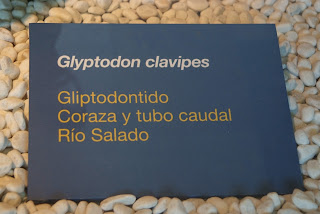 Glyptodon clavipes
Gliptodontido
Coraza y tubo caudal
Río Salado